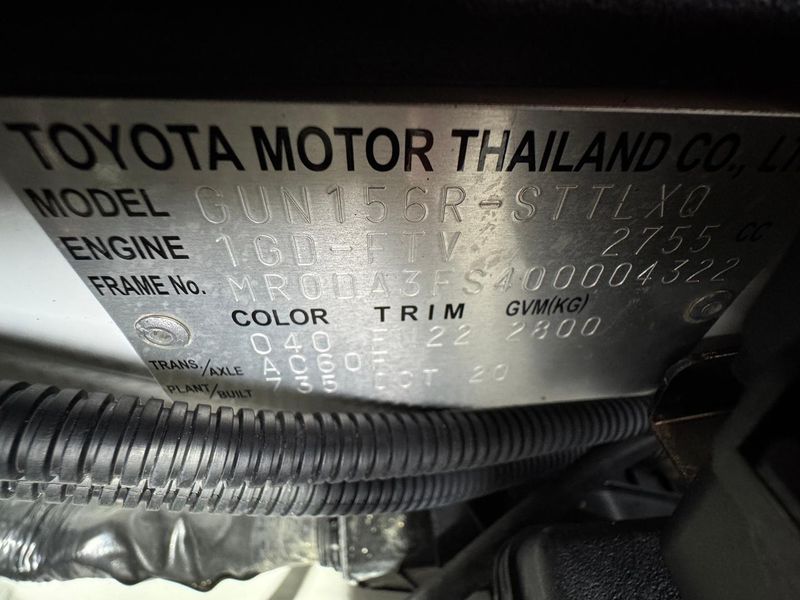 TOYOTA MOTOR THAILAND CO.,
MODEL GUN156R-STTLXQ
ENGINE 1GD-FTV 2755 CC
FRAME No. MR0DA3FS400004322
COLOR TRIM GVM(KG)
040 22 2800
TRANS./AXLE AC60F
PLANT/BUILT 735 OCT 20